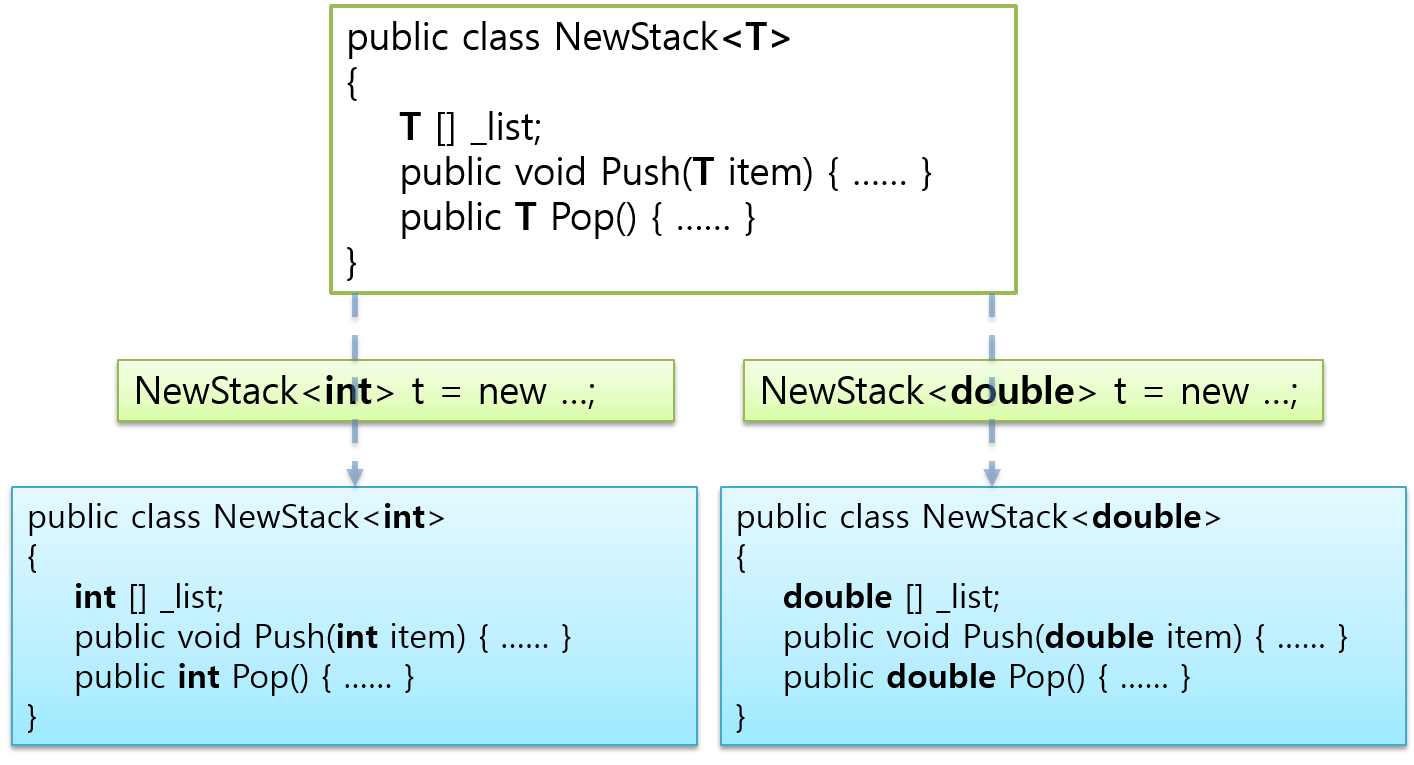 public class NewStack<T>
{
T [] _list;
public void Push(T item) { ...... }
public T Pop() { ...... }
}
NewStack<int> t = new ...;
NewStack<double> t = new ...;
public class NewStack<int>
{
int [] _list;
public void Push(int item) { ...... }
public int Pop() { ...... }
}
public class NewStack<double>
{
double [] _list;
public void Push(double item) { ...... }
public double Pop() { ...... }
}